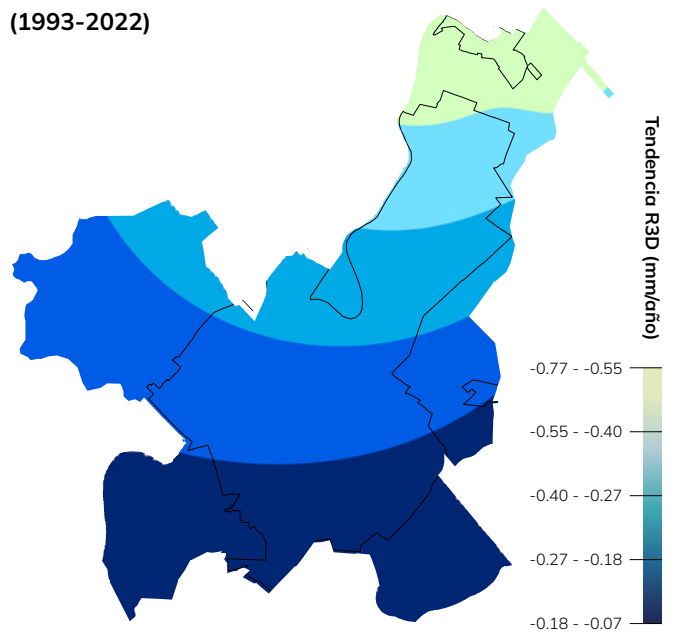 (1993-2022)
Tendencia R3D (mm/año)
-0.77 - -0.55
-0.55 - -0.40
-0.40 - -0.27
-0.27 - -0.18
-0.18 - -0.07